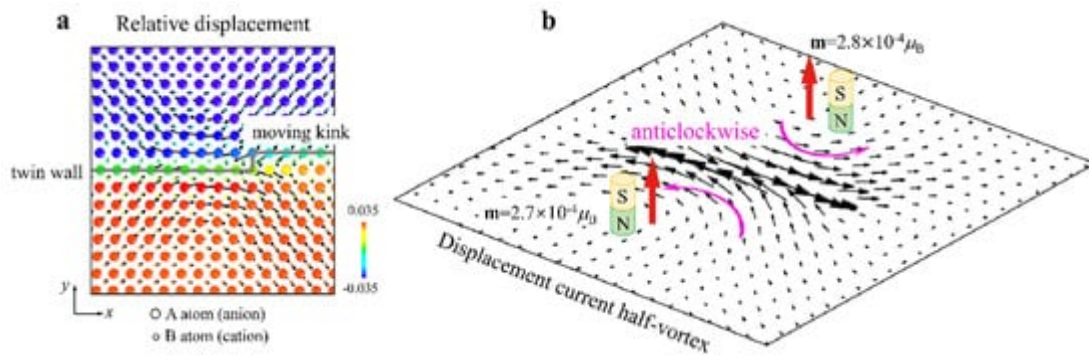 a
Relative displacement
moving kink
twin wall
0.035
-0.035
y
x
A atom (anion)
B atom (cation)
b
m=2.8×10⁻⁴μB
S
N
anticlockwise
S
N
m=2.7×10⁻⁴μB
Displacement current half-vortex